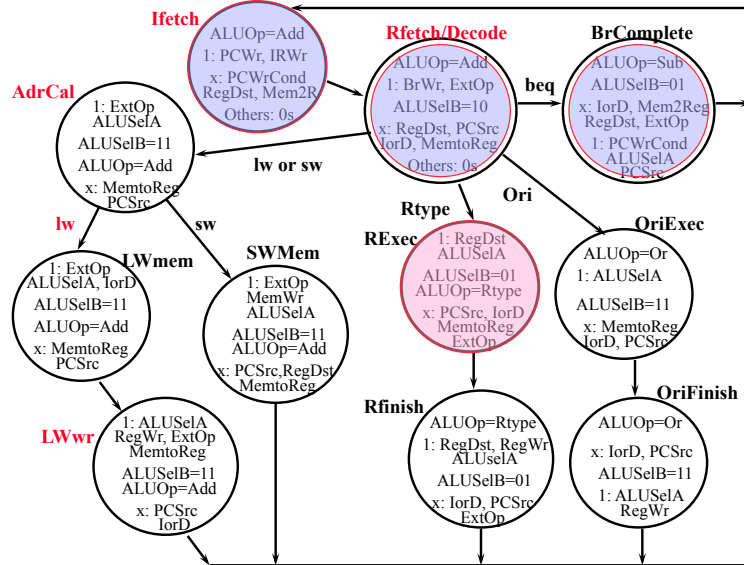 Ifetch
ALUOp=Add
1: PCWr, IRWr
x: PCWrCond
RegDst, Mem2R
Others: 0s
Rfetch/Decode
ALUOp=Add
1: BrWr, ExtOp
ALUSelB=10
x: RegDst, PCSrc
IorD, MemtoReg
Others: 0s
beq
BrComplete
ALUOp=Sub
ALUSelB=01
x: IorD, Mem2Reg
RegDst, ExtOp
1: PCWrCond
ALUSelA
PCSrc
AdrCal
1: ExtOp
ALUSelA
ALUSelB=11
ALUOp=Add
x: MemtoReg
PCSrc
lw or sw
Rtype
Ori
lw
sw
LWmem
1: ExtOp
ALUSelA, IorD
ALUSelB=11
ALUOp=Add
x: MemtoReg
PCSrc
SWMem
1: ExtOp
MemWr
ALUSelA
ALUSelB=11
ALUOp=Add
x: PCSrc,RegDst
MemtoReg
RExec
1: RegDst
ALUSelA
ALUSelB=01
ALUOp=Rtype
x: PCSrc, IorD
MemtoReg
ExtOp
OriExec
ALUOp=Or
1: ALUSelA
ALUSelB=11
x: MemtoReg
IorD, PCSrc
LWwr
1: ALUSelA
RegWr, ExtOp
MemtoReg
ALUSelB=11
ALUOp=Add
x: PCSrc
IorD
Rfinish
ALUOp=Rtype
1: RegDst, RegWr
ALUselA
ALUSelB=01
x: IorD, PCSrc
ExtOp
OriFinish
ALUOp=Or
x: IorD, PCSrc
ALUSelB=11
1: ALUSelA
RegWr